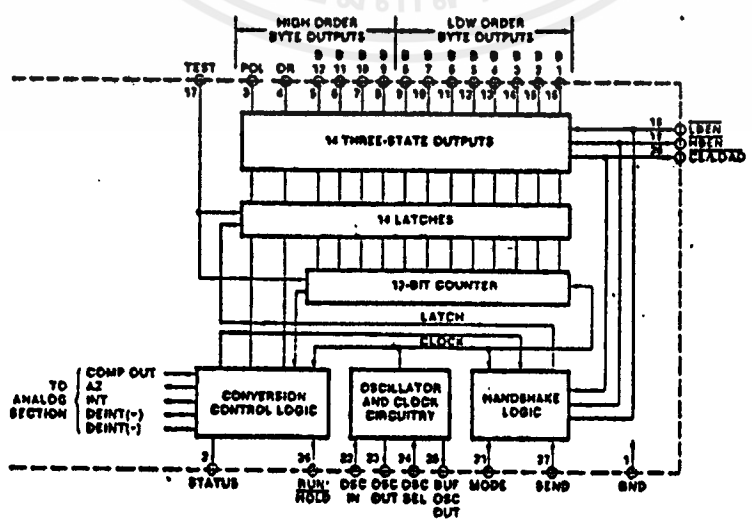 HIGH ORDER BYTE OUTPUTS
LOW ORDER BYTE OUTPUTS
TEST POL OR B 12 B 11 B 10 B 9 B 8 B 7 B 6 B 5 B 4 B 3 B 2 B 1
17 3 4 5 6 7 8 9 10 11 12 13 14 15 16
14 THREE-STATE OUTPUTS
18 LBEN
19 HBEN
20 CE/LOAD
14 LATCHES
12-BIT COUNTER
LATCH
CLOCK
TO ANALOG SECTION
COMP OUT
AZ
INT
DEINT(+)
DEINT(-)
CONVERSION CONTROL LOGIC
OSCILLATOR AND CLOCK CIRCUITRY
HANDSHAKE LOGIC
2 26 22 23 24 25 21 27 1
STATUS RUN/HOLD OSC IN OSC OUT OSC SEL BUF OSC OUT MODE SEND GND